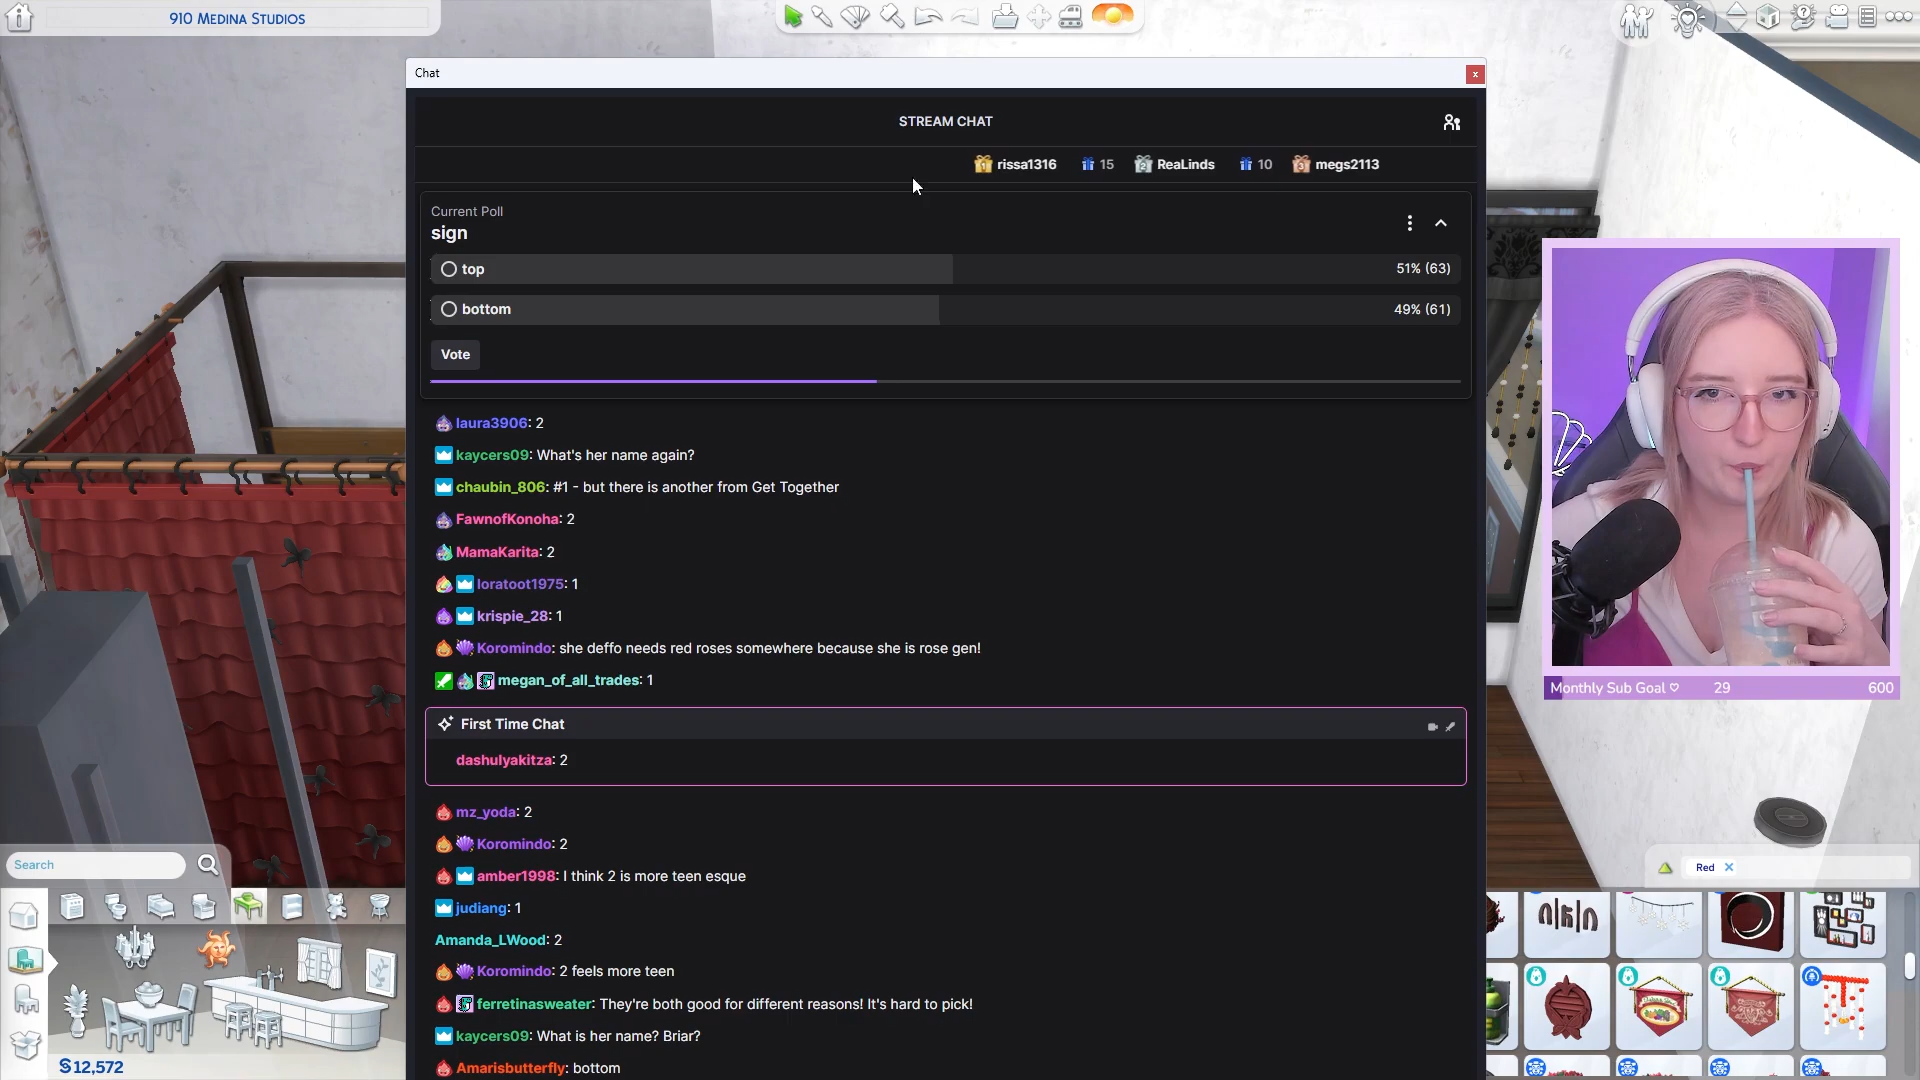 910 MEDINA STUDIOS
Chat
x
STREAM CHAT
rissa1316 15 ReaLinds 10 megs2113
Current Poll
sign
top 51% (63)
bottom 49% (61)
Vote
laura3906: 2
kaycers09: What's her name again?
chaubin_806: #1 - but there is another from Get Together
FawnofKonoha: 2
MamaKarita: 2
loratoot1975: 1
krispie_28: 1
Koromindo: she deffo needs red roses somewhere because she is rose gen!
megan_of_all_trades: 1
First Time Chat
dashulyakitza: 2
mz_yoda: 2
Koromindo: 2
amber1998: I think 2 is more teen esque
judiang: 1
Amanda_LWood: 2
Koromindo: 2 feels more teen
ferretinasweater: They're both good for different reasons! It's hard to pick!
kaycers09: What is her name? Briar?
Amarisbutterfly: bottom
Monthly Sub Goal ♡ 29 600
Search
Red ✕
§12,572